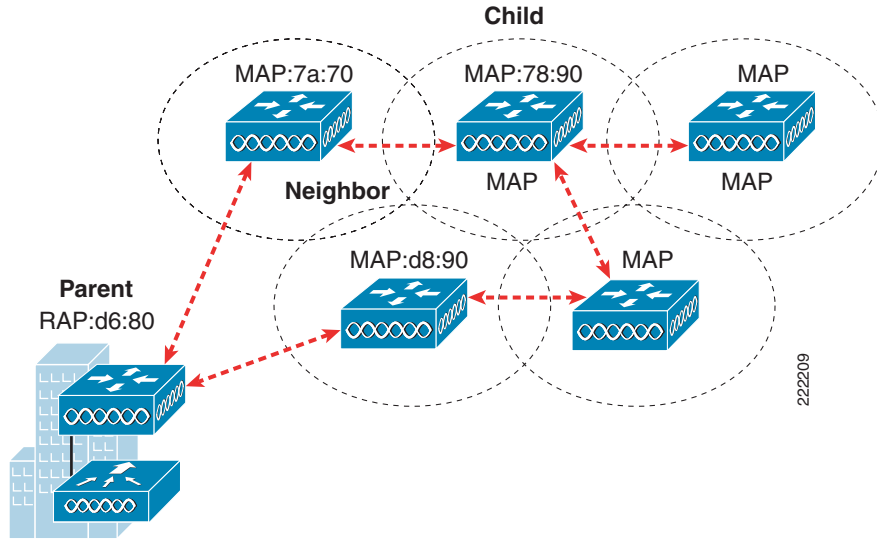 Child
MAP:7a:70
MAP:78:90
MAP
MAP
MAP
Neighbor
MAP:d8:90
MAP
Parent
RAP:d6:80
222209